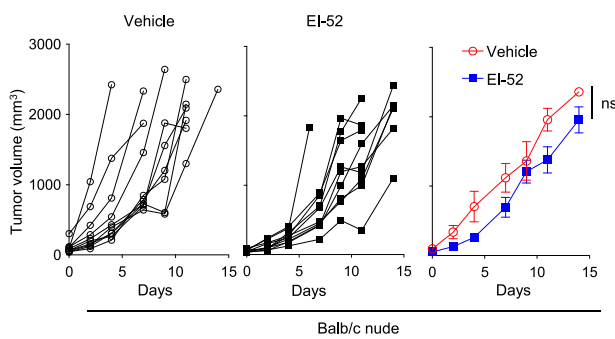 Vehicle
EI-52
Tumor volume (mm³)
3000
2000
1000
0
0 5 10 15
Days
0 5 10 15
Days
Vehicle
EI-52
ns
0 5 10 15
Days
Balb/c nude